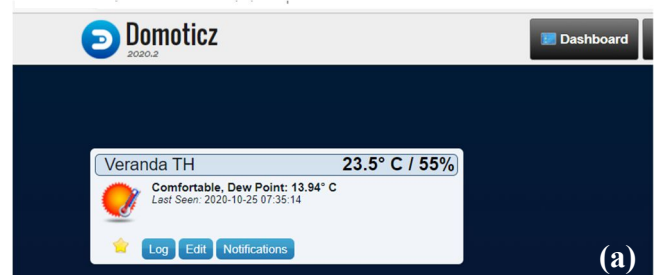 Domoticz
2020.2
Dashboard
Veranda TH 23.5° C / 55%
Comfortable, Dew Point: 13.94° C
Last Seen: 2020-10-25 07:35:14
Log Edit Notifications
(a)